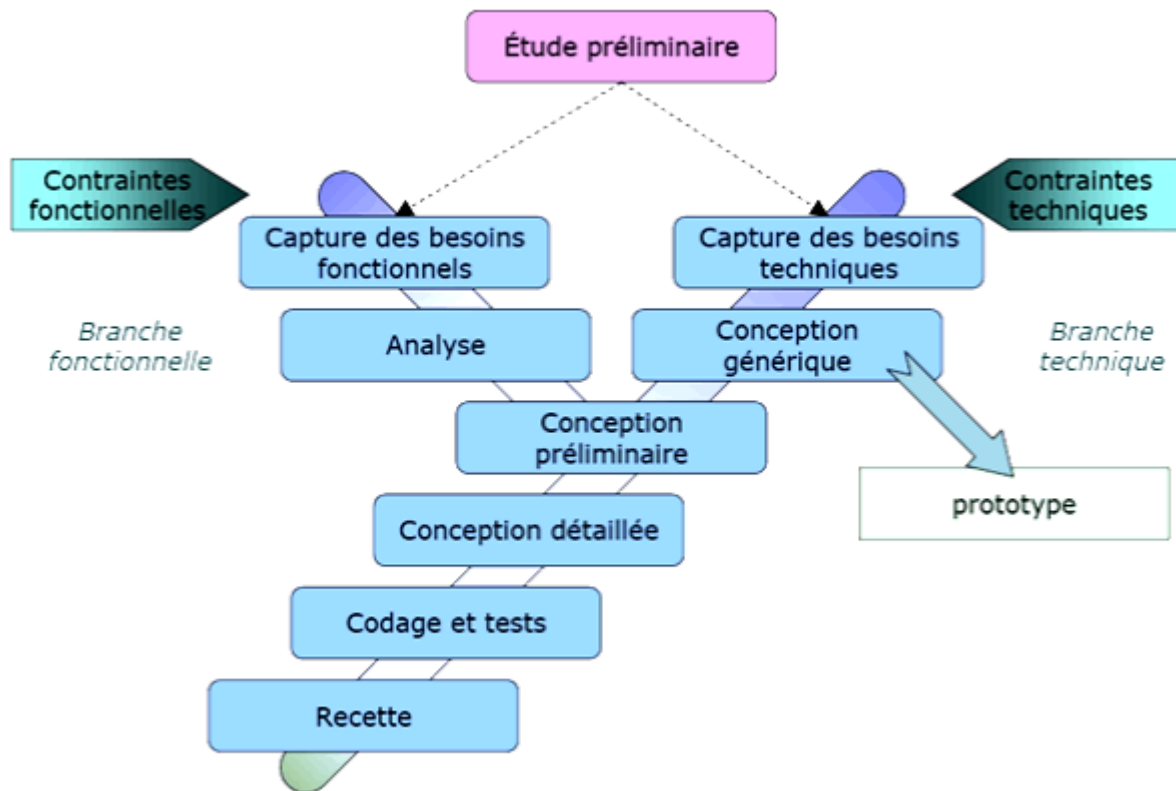 Étude préliminaire
Contraintes
fonctionnelles
Contraintes
techniques
Capture des besoins
fonctionnels
Capture des besoins
techniques
Branche
fonctionnelle
Analyse
Conception
générique
Branche
technique
Conception
préliminaire
prototype
Conception détaillée
Codage et tests
Recette